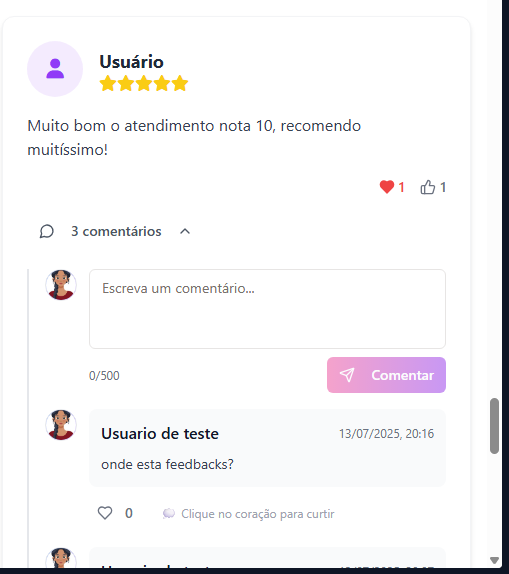 Usuário
Muito bom o atendimento nota 10, recomendo
muitíssimo!
1 1
3 comentários
Escreva um comentário...
0/500 Comentar
Usuario de teste 13/07/2025, 20:16
onde esta feedbacks?
0 Clique no coração para curtir